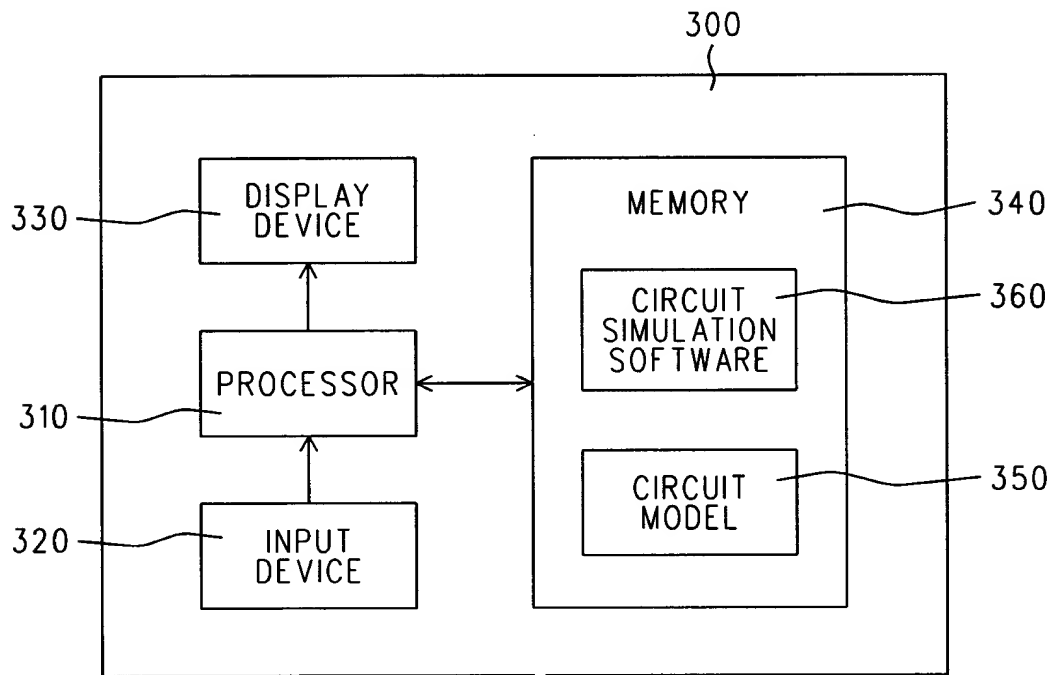 300
DISPLAY
DEVICE
330
MEMORY
340
CIRCUIT
SIMULATION
SOFTWARE
360
PROCESSOR
310
CIRCUIT
MODEL
350
INPUT
DEVICE
320